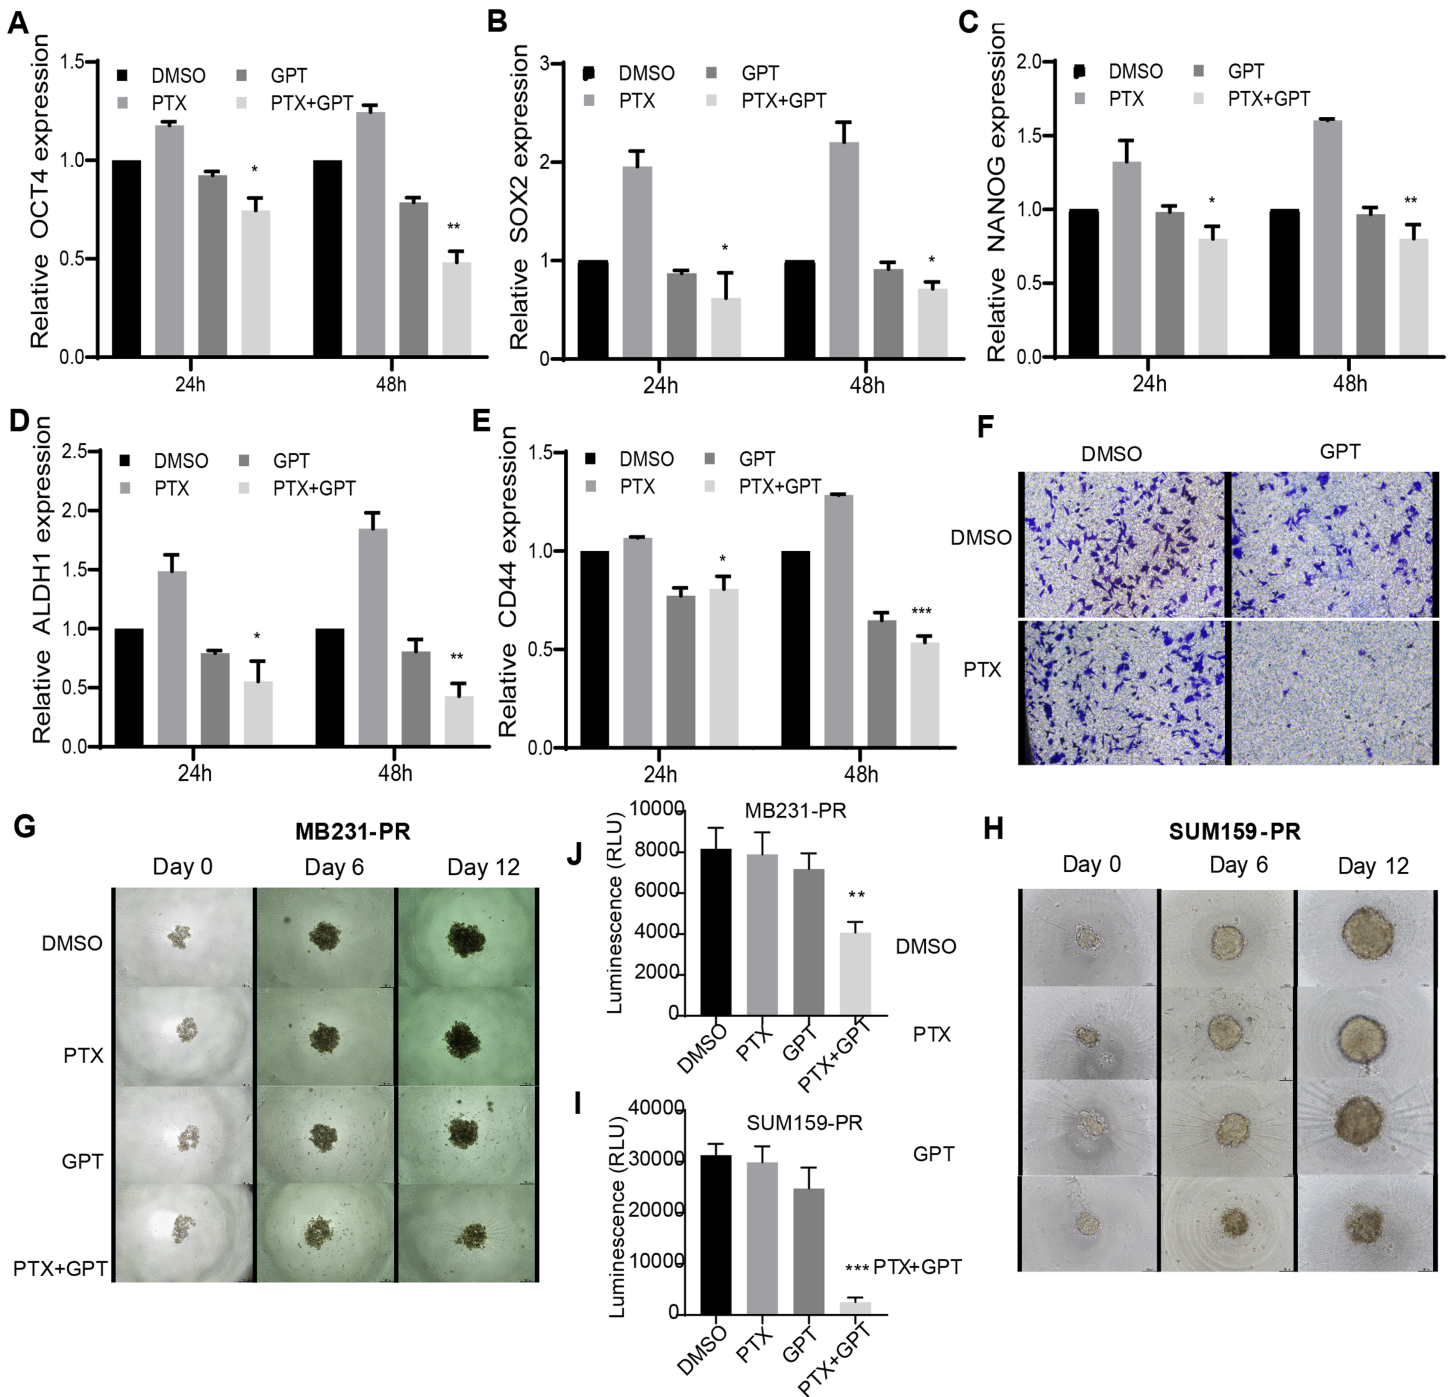 A
Relative OCT4 expression
1.5
1.0
0.5
0.0
DMSO GPT
PTX PTX+GPT
*
**
24h 48h
B
Relative SOX2 expression
3
2
1
0
DMSO GPT
PTX PTX+GPT
*
*
24h 48h
C
Relative NANOG expression
2.0
1.5
1.0
0.5
0.0
DMSO GPT
PTX PTX+GPT
*
**
24h 48h
D
Relative ALDH1 expression
2.5
2.0
1.5
1.0
0.5
0.0
DMSO GPT
PTX PTX+GPT
*
**
24h 48h
E
Relative CD44 expression
1.5
1.0
0.5
0.0
DMSO GPT
PTX PTX+GPT
*
***
24h 48h
F
DMSO GPT
DMSO
PTX
G
MB231-PR
Day 0 Day 6 Day 12
DMSO
PTX
GPT
PTX+GPT
J
MB231-PR
Luminescence (RLU)
10000
8000
6000
4000
2000
0
**
DMSO PTX GPT PTX+GPT
I
SUM159-PR
Luminescence (RLU)
40000
30000
20000
10000
0
***
DMSO PTX GPT PTX+GPT
H
SUM159-PR
Day 0 Day 6 Day 12
DMSO
PTX
GPT
PTX+GPT